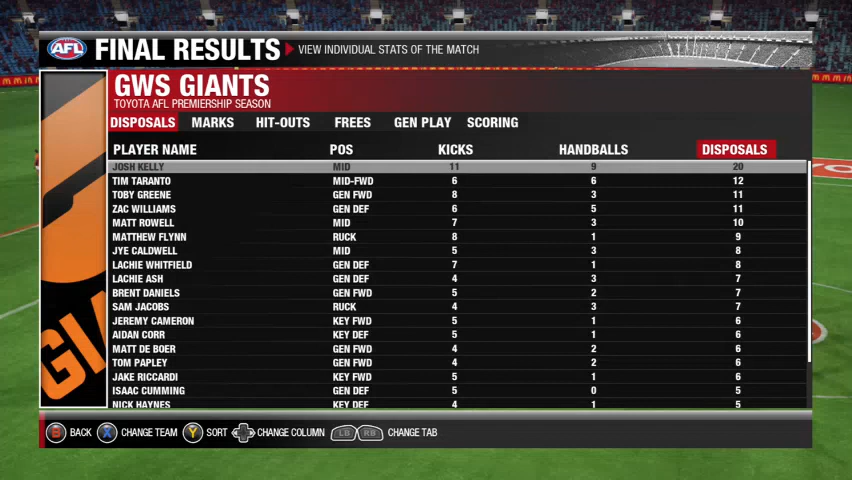 AFL FINAL RESULTS VIEW INDIVIDUAL STATS OF THE MATCH
GWS GIANTS
TOYOTA AFL PREMIERSHIP SEASON
DISPOSALS MARKS HIT-OUTS FREES GEN PLAY SCORING
PLAYER NAME POS KICKS HANDBALLS DISPOSALS
JOSH KELLY MID 11 9 20
TIM TARANTO MID-FWD 6 6 12
TOBY GREENE GEN FWD 8 3 11
ZAC WILLIAMS GEN DEF 6 5 11
MATT ROWELL MID 7 3 10
MATTHEW FLYNN RUCK 8 1 9
JYE CALDWELL MID 5 3 8
LACHIE WHITFIELD GEN DEF 7 1 8
LACHIE ASH GEN DEF 4 3 7
BRENT DANIELS GEN FWD 5 2 7
SAM JACOBS RUCK 4 3 7
JEREMY CAMERON KEY FWD 5 1 6
AIDAN CORR KEY DEF 5 1 6
MATT DE BOER GEN FWD 4 2 6
TOM PAPLEY GEN FWD 4 2 6
JAKE RICCARDI KEY FWD 5 1 6
ISAAC CUMMING GEN DEF 5 0 5
NICK HAYNES KEY DEF 4 1 5
GIA
B BACK X CHANGE TEAM Y SORT CHANGE COLUMN LB RB CHANGE TAB